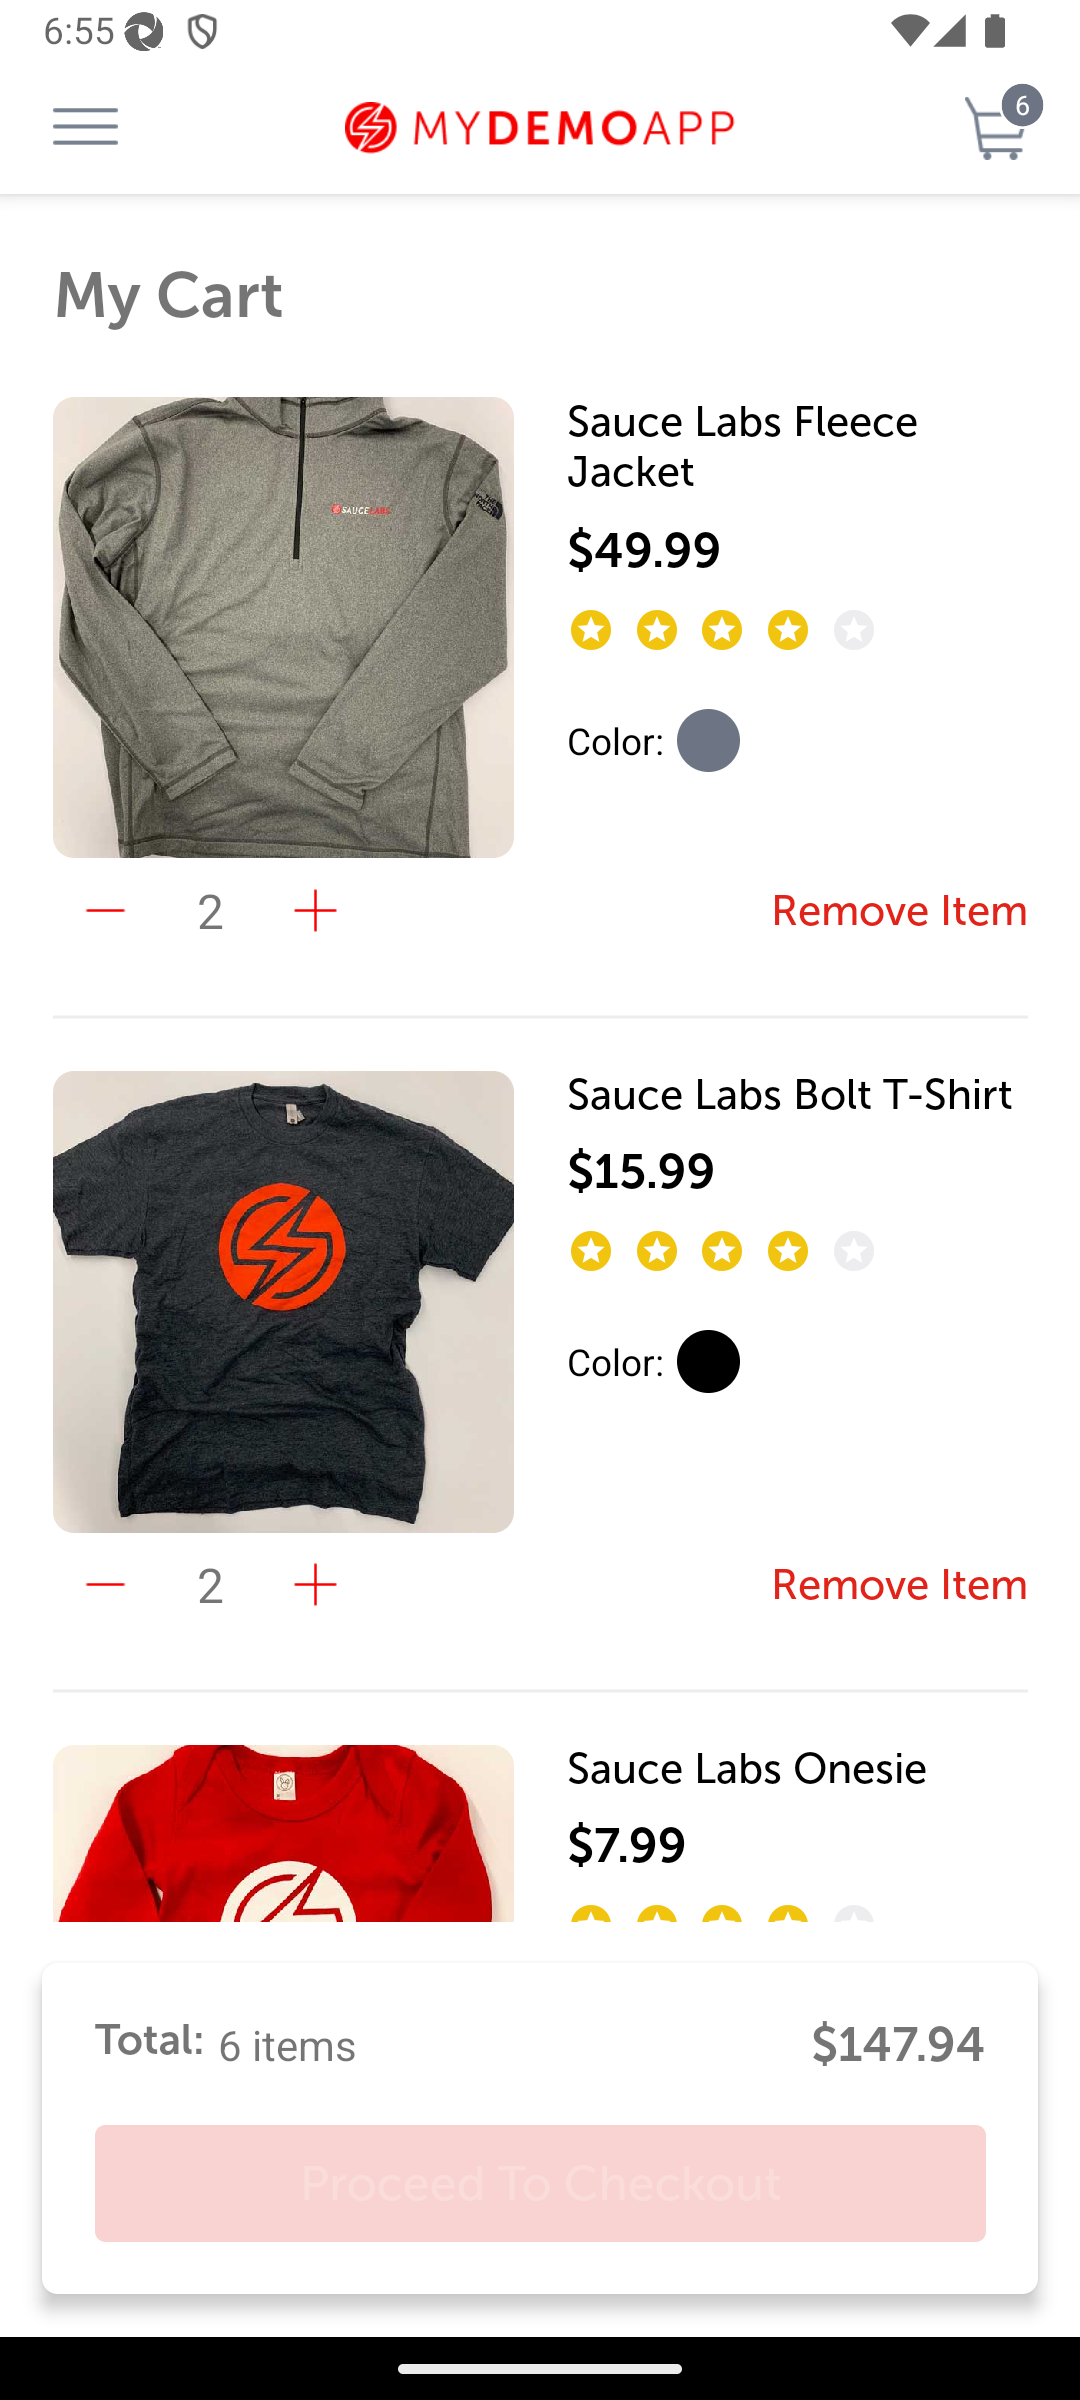 6:55
MYDEMOAPP
6
My Cart
SAUCELABS
Sauce Labs Fleece
Jacket
$49.99
Color:
2
Remove Item
Sauce Labs Bolt T-Shirt
$15.99
Color:
2
Remove Item
Sauce Labs Onesie
$7.99
Total: 6 items
$147.94
Proceed To Checkout